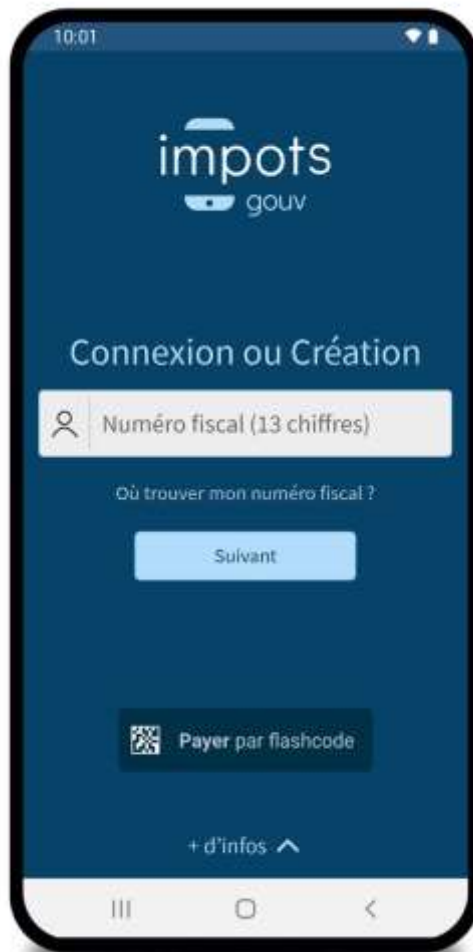 10:01
impots
gouv
Connexion ou Création
Numéro fiscal (13 chiffres)
Où trouver mon numéro fiscal ?
Suivant
Payer par flashcode
+ d'infos